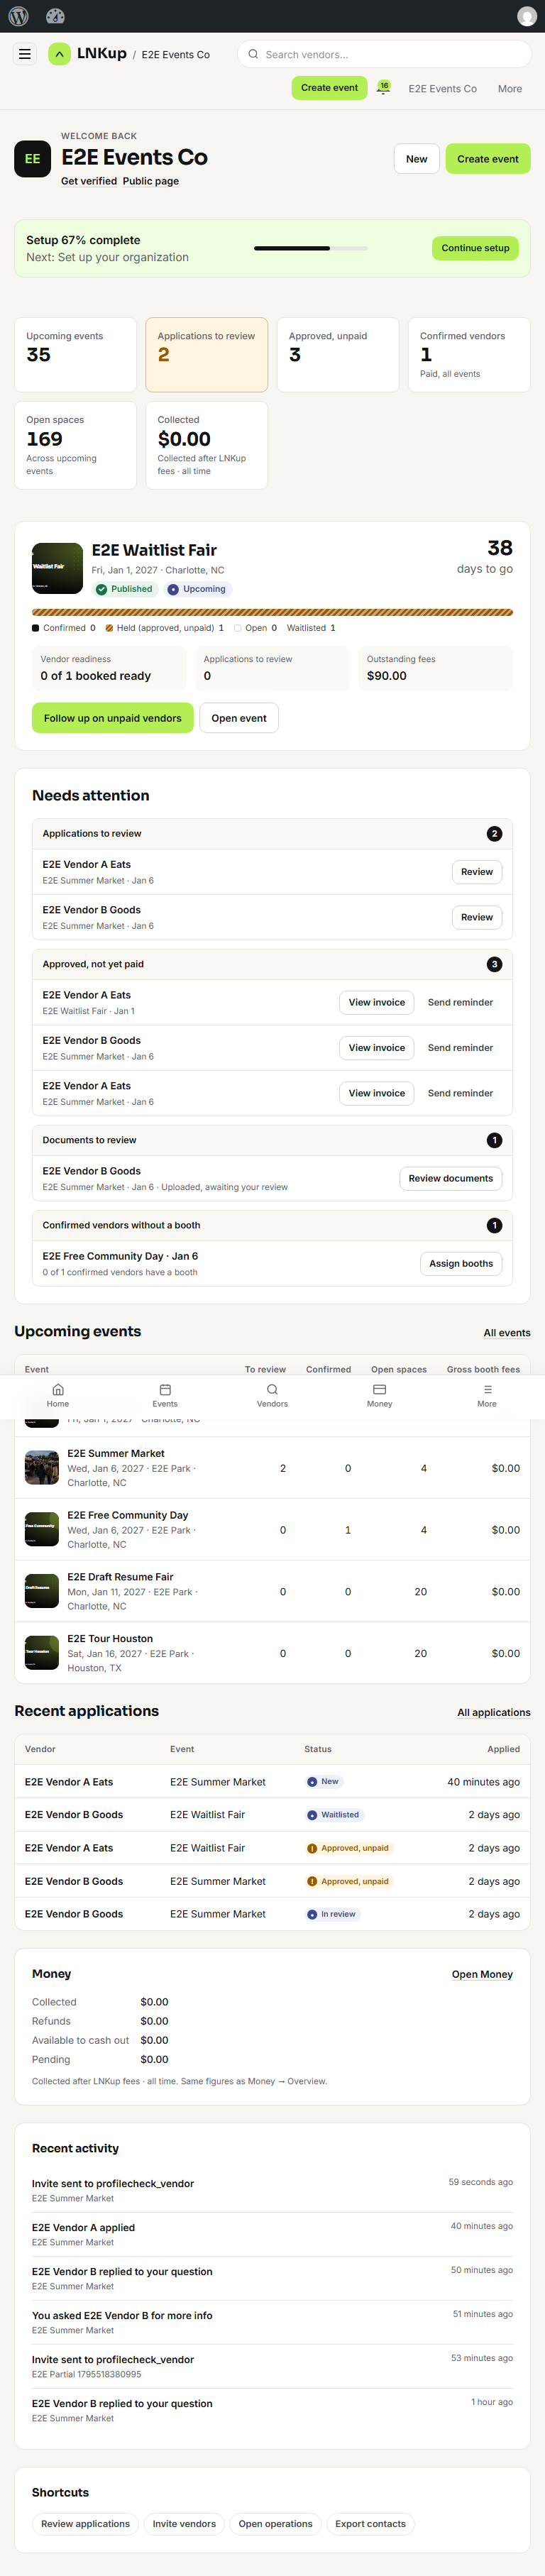 LNKup / E2E Events Co
Search vendors...
Create event
16
E2E Events Co
More
WELCOME BACK
EE
E2E Events Co
Get verified Public page
New
Create event
Setup 67% complete
Next: Set up your organization
Continue setup
Upcoming events
35
Applications to review
2
Approved, unpaid
3
Confirmed vendors
1
Paid, all events
Open spaces
169
Across upcoming
events
Collected
$0.00
Collected after LNKup
fees · all time
Waitlist Fair
E2E Waitlist Fair
Fri, Jan 1, 2027 · Charlotte, NC
Published
Upcoming
38
days to go
Confirmed 0 Held (approved, unpaid) 1 Open 0 Waitlisted 1
Vendor readiness
0 of 1 booked ready
Applications to review
0
Outstanding fees
$90.00
Follow up on unpaid vendors
Open event
Needs attention
Applications to review 2
E2E Vendor A Eats
E2E Summer Market · Jan 6
Review
E2E Vendor B Goods
E2E Summer Market · Jan 6
Review
Approved, not yet paid 3
E2E Vendor A Eats
E2E Waitlist Fair · Jan 1
View invoice Send reminder
E2E Vendor B Goods
E2E Summer Market · Jan 6
View invoice Send reminder
E2E Vendor A Eats
E2E Summer Market · Jan 6
View invoice Send reminder
Documents to review 1
E2E Vendor B Goods
E2E Summer Market · Jan 6 · Uploaded, awaiting your review
Review documents
Confirmed vendors without a booth 1
E2E Free Community Day · Jan 6
0 of 1 confirmed vendors have a booth
Assign booths
Upcoming events
All events
Event To review Confirmed Open spaces Gross booth fees
Home Events Vendors Money More
Fri, Jan 1, 2027 · Charlotte, NC
E2E Summer Market
Wed, Jan 6, 2027 · E2E Park ·
Charlotte, NC
2 0 4 $0.00
Free Community
E2E Free Community Day
Wed, Jan 6, 2027 · E2E Park ·
Charlotte, NC
0 1 4 $0.00
Draft Resume
E2E Draft Resume Fair
Mon, Jan 11, 2027 · E2E Park ·
Charlotte, NC
0 0 20 $0.00
Tour Houston
E2E Tour Houston
Sat, Jan 16, 2027 · E2E Park ·
Houston, TX
0 0 20 $0.00
Recent applications
All applications
Vendor Event Status Applied
E2E Vendor A Eats E2E Summer Market New 40 minutes ago
E2E Vendor B Goods E2E Waitlist Fair Waitlisted 2 days ago
E2E Vendor A Eats E2E Waitlist Fair Approved, unpaid 2 days ago
E2E Vendor B Goods E2E Summer Market Approved, unpaid 2 days ago
E2E Vendor B Goods E2E Summer Market In review 2 days ago
Money
Open Money
Collected $0.00
Refunds $0.00
Available to cash out $0.00
Pending $0.00
Collected after LNKup fees · all time. Same figures as Money → Overview.
Recent activity
Invite sent to profilecheck_vendor 59 seconds ago
E2E Summer Market
E2E Vendor A applied 40 minutes ago
E2E Summer Market
E2E Vendor B replied to your question 50 minutes ago
E2E Summer Market
You asked E2E Vendor B for more info 51 minutes ago
E2E Summer Market
Invite sent to profilecheck_vendor 53 minutes ago
E2E Partial 1795518380995
E2E Vendor B replied to your question 1 hour ago
E2E Summer Market
Shortcuts
Review applications Invite vendors Open operations Export contacts